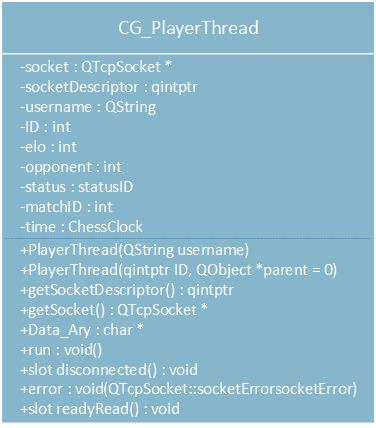 CG_PlayerThread
-socket : QTcpSocket *
-socketDescriptor : qintptr
-username : QString
-ID : int
-elo : int
-opponent : int
-status : statusID
-matchID : int
-time : ChessClock
+PlayerThread(QString username)
+PlayerThread(qintptr ID, QObject *parent = 0)
+getSocketDescriptor() : qintptr
+getSocket() : QTcpSocket *
+Data_Ary : char *
+run : void()
+slot disconnected() : void
+error : void(QTcpSocket::socketErrorsocketError)
+slot readyRead() : void